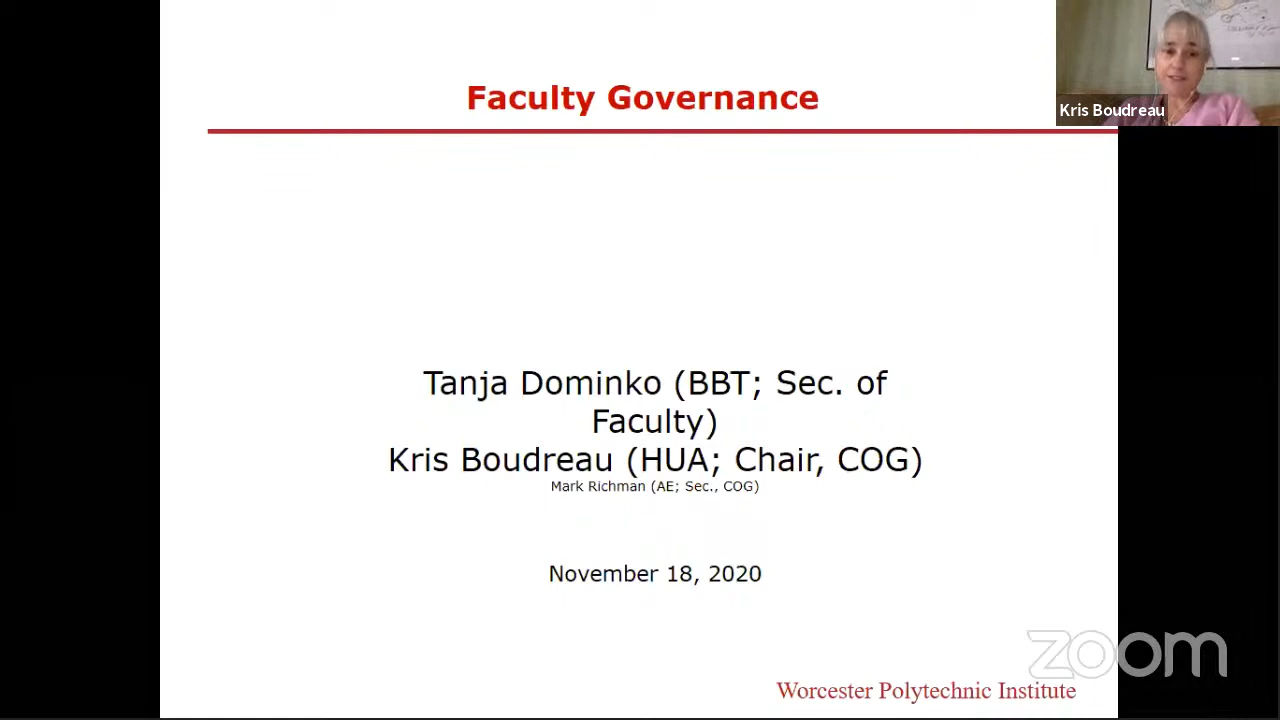 Faculty Governance
Kris Boudreau
Tanja Dominko (BBT; Sec. of
Faculty)
Kris Boudreau (HUA; Chair, COG)
Mark Richman (AE; Sec., COG)
November 18, 2020
zoom
Worcester Polytechnic Institute